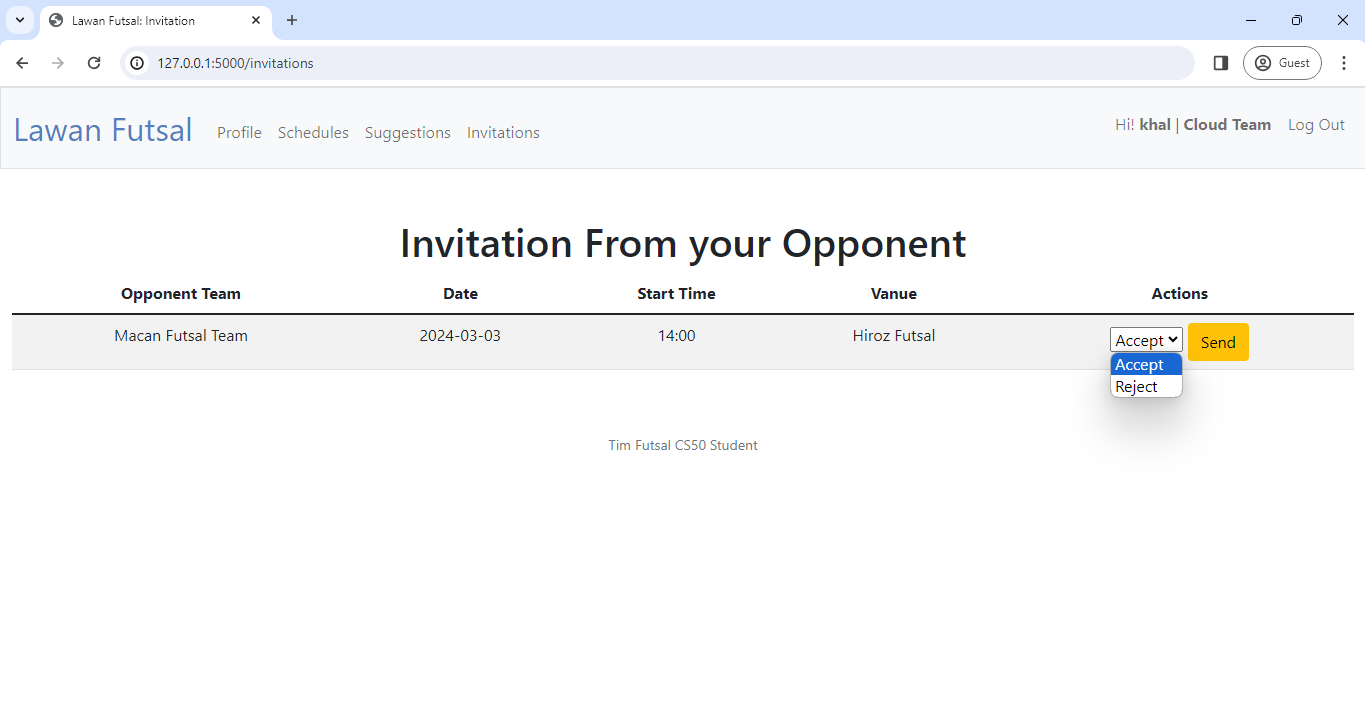 Lawan Futsal: Invitation
127.0.0.1:5000/invitations
Guest
Lawan Futsal Profile Schedules Suggestions Invitations Hi! khal | Cloud Team Log Out
Invitation From your Opponent
Opponent Team Date Start Time Vanue Actions
Macan Futsal Team 2024-03-03 14:00 Hiroz Futsal Accept Send
Accept
Reject
Tim Futsal CS50 Student